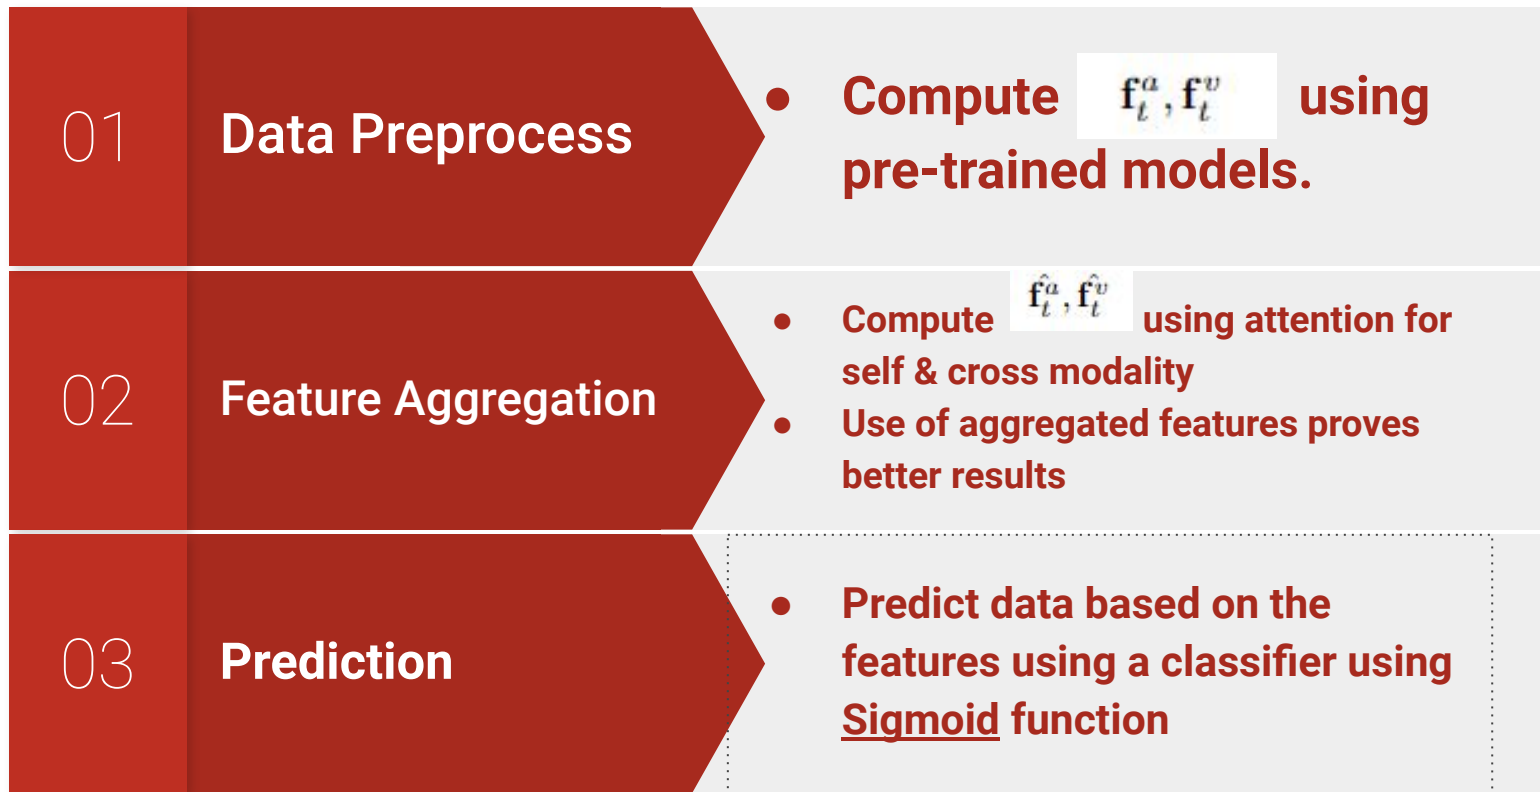 01
Data Preprocess
● Compute f_t^a, f_t^v using
pre-trained models.
02
Feature Aggregation
● Compute \hat{f}_t^a, \hat{f}_t^v using attention for
self & cross modality
● Use of aggregated features proves
better results
03
Prediction
● Predict data based on the
features using a classifier using
Sigmoid function